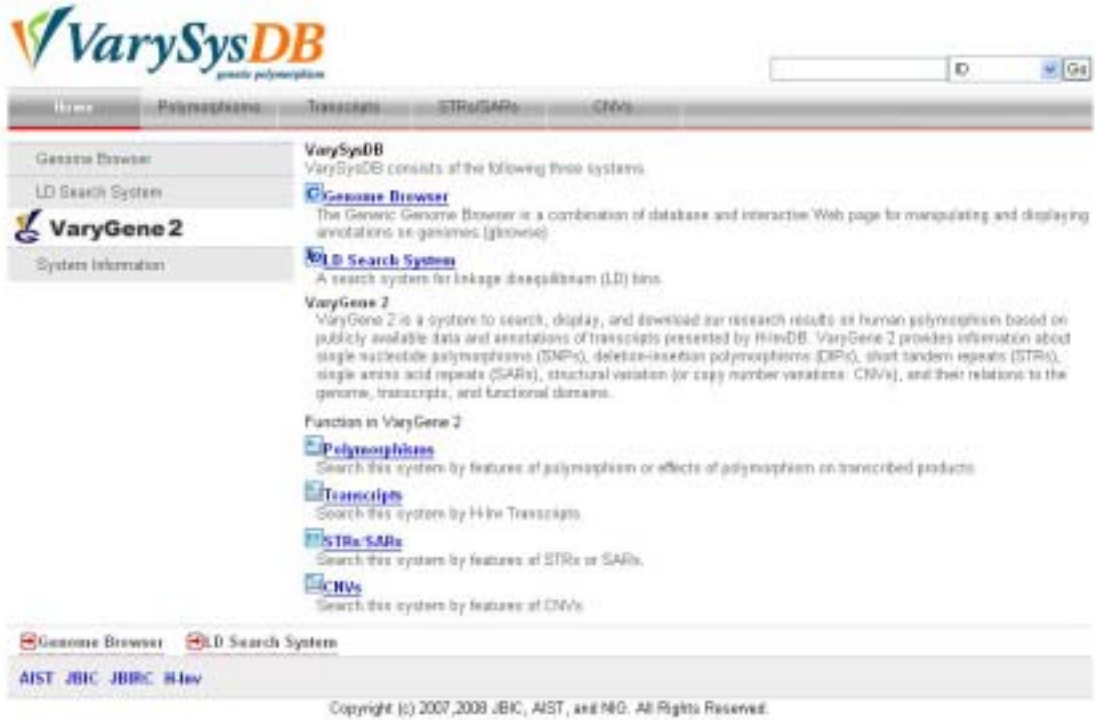 VarySysDB
genetic polymorphism
ID Go
Home Polymorphisms Transcripts STRs/SARs CNVs
Genome Browser
LD Search System
VaryGene 2
System Information
VarySysDB
VarySysDB consists of the following three systems.
Genome Browser
The Generic Genome Browser is a combination of database and interactive Web page for manipulating and displaying
annotations on genomes (gbrowse)
LD Search System
A search system for linkage disequilibrium (LD) bins.
VaryGene 2
VaryGene 2 is a system to search, display, and download our research results on human polymorphism based on
publicly available data and annotations of transcripts presented by H-InvDB. VaryGene 2 provides information about
single nucleotide polymorphisms (SNPs), deletion-insertion polymorphisms (DIPs), short tandem repeats (STRs),
single amino acid repeats (SARs), structural variation (or copy number variations: CNVs), and their relations to the
genome, transcripts, and functional domains.
Function in VaryGene 2
Polymorphisms
Search this system by features of polymorphism or effects of polymorphism on transcribed products.
Transcripts
Search this system by H-Inv Transcripts.
STRs/SARs
Search this system by features of STRs or SARs.
CNVs
Search this system by features of CNVs.
Genome Browser LD Search System
AIST JBIC JBIRC H-Inv
Copyright (c) 2007,2008 JBIC, AIST, and NIG. All Rights Reserved.